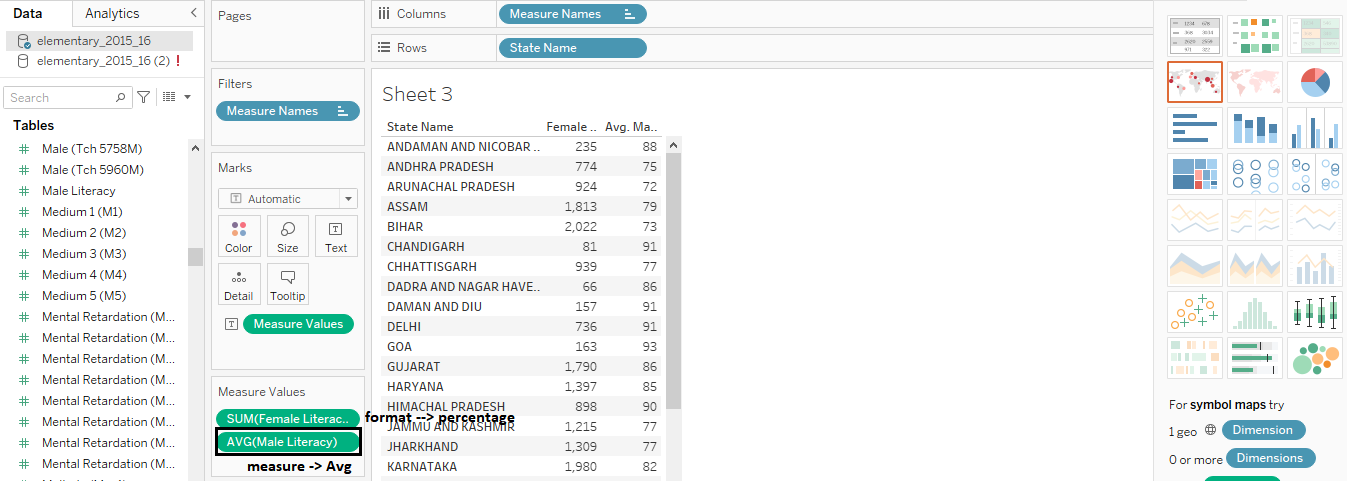 Data
Analytics
elementary_2015_16
elementary_2015_16 (2) !
Search
Tables
Male (Tch 5758M)
Male (Tch 5960M)
Male Literacy
Medium 1 (M1)
Medium 2 (M2)
Medium 3 (M3)
Medium 4 (M4)
Medium 5 (M5)
Mental Retardation (M...
Mental Retardation (M...
Mental Retardation (M...
Mental Retardation (M...
Mental Retardation (M...
Mental Retardation (M...
Mental Retardation (M...
Mental Retardation (M...
Pages
Filters
Measure Names
Marks
Automatic
Color
Size
Text
Detail
Tooltip
Measure Values
Measure Values
SUM(Female Literac..
format --> percentage
AVG(Male Literacy)
measure -> Avg
Columns
Measure Names
Rows
State Name
Sheet 3
State Name Female .. Avg. Ma..
ANDAMAN AND NICOBAR .. 235 88
ANDHRA PRADESH 774 75
ARUNACHAL PRADESH 924 72
ASSAM 1,813 79
BIHAR 2,022 73
CHANDIGARH 81 91
CHHATTISGARH 939 77
DADRA AND NAGAR HAVE.. 66 86
DAMAN AND DIU 157 91
DELHI 736 91
GOA 163 93
GUJARAT 1,790 86
HARYANA 1,397 85
HIMACHAL PRADESH 898 90
JAMMU AND KASHMIR 1,215 77
JHARKHAND 1,309 77
KARNATAKA 1,980 82
For symbol maps try
1 geo Dimension
0 or more Dimensions